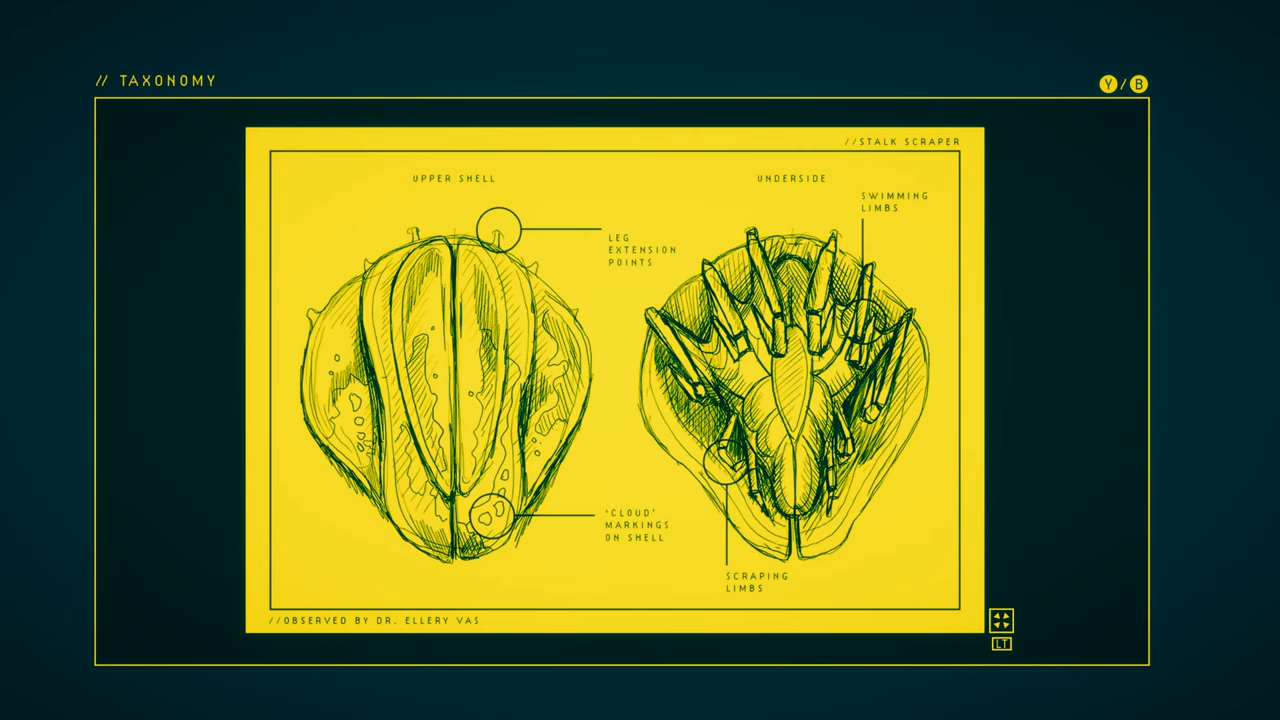 // TAXONOMY
Y / B
//STALK SCRAPER
UPPER SHELL
UNDERSIDE
SWIMMING
LIMBS
LEG
EXTENSION
POINTS
'CLOUD'
MARKINGS
ON SHELL
SCRAPING
LIMBS
//OBSERVED BY DR. ELLERY VAS
LT